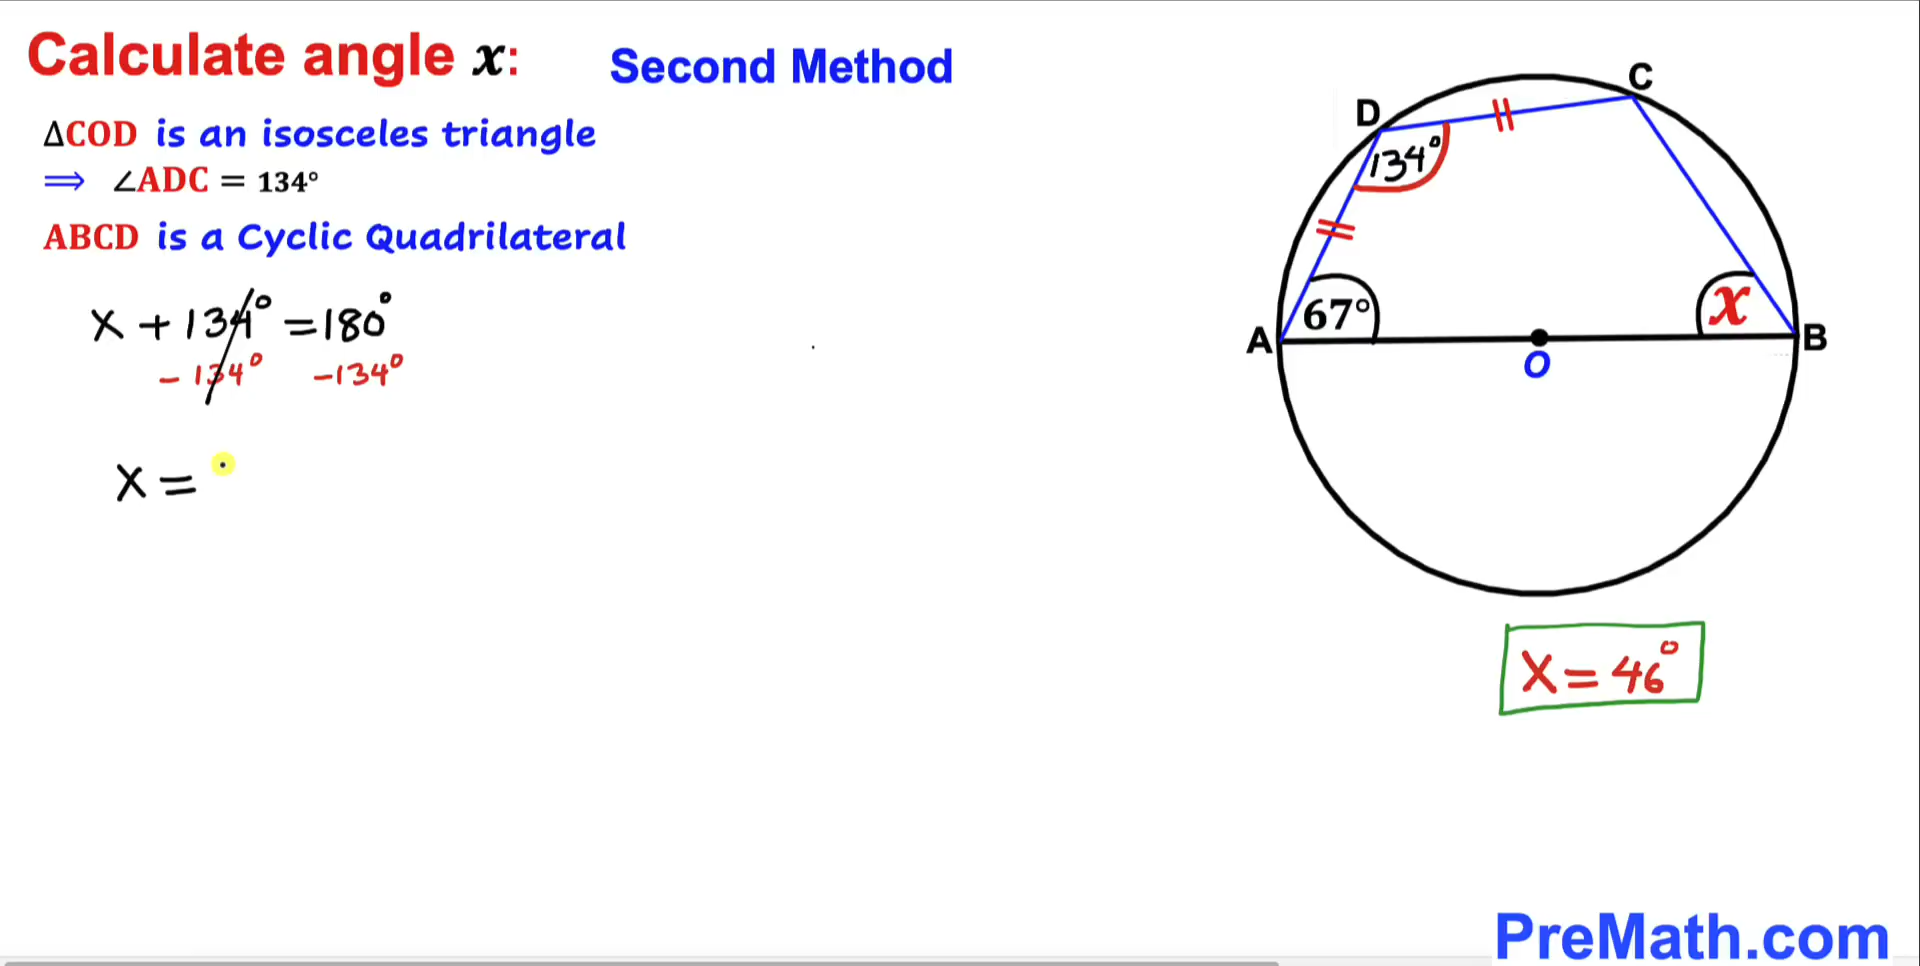 Calculate angle x:
Second Method
ΔCOD is an isosceles triangle
⟹ ∠ADC = 134°
ABCD is a Cyclic Quadrilateral
x + 134° = 180°
- 134° -134°
x =
C
D
134°
67°
x
A
B
O
x = 46°
PreMath.com